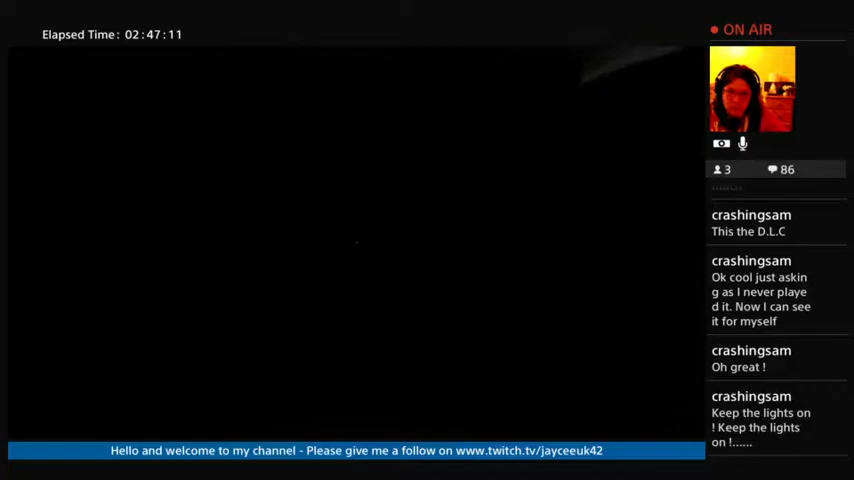 Elapsed Time: 02:47:11
ON AIR
3
86
crashingsam
This the D.L.C
crashingsam
Ok cool just askin
g as I never playe
d it. Now I can see
it for myself
crashingsam
Oh great !
crashingsam
Keep the lights on
! Keep the lights
on !......
Hello and welcome to my channel - Please give me a follow on www.twitch.tv/jayceeuk42